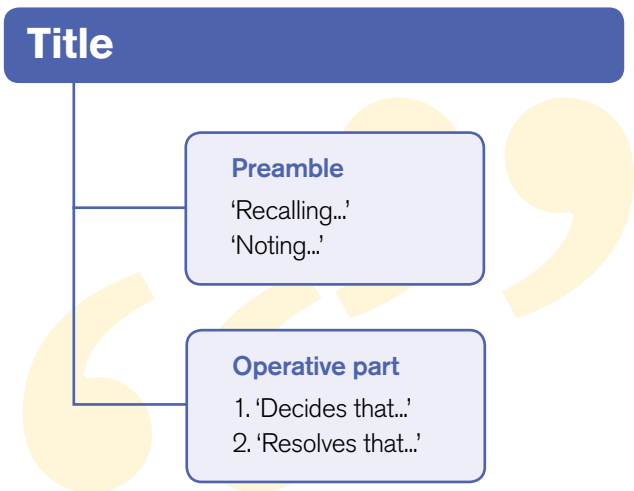 Title
Preamble
‘Recalling...’
‘Noting...’
Operative part
1. ‘Decides that...’
2. ‘Resolves that...’